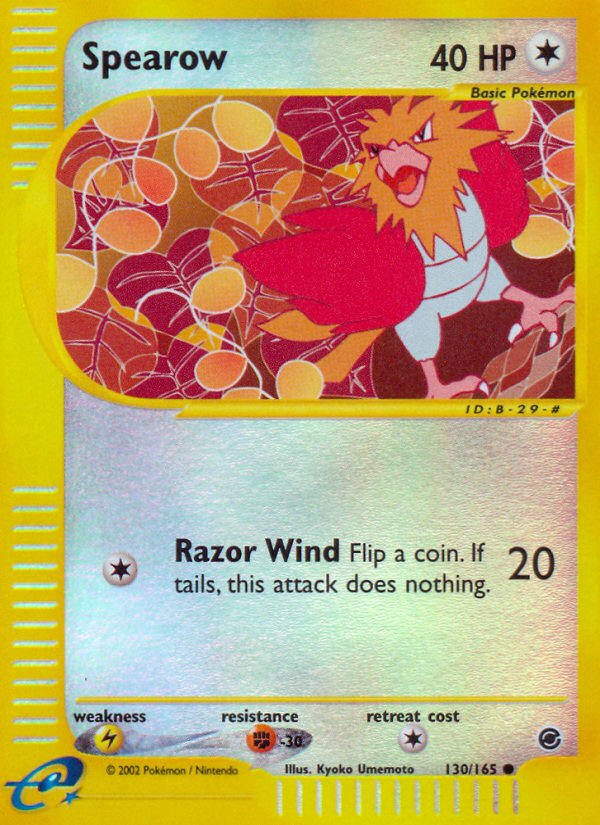 Spearow 40 HP
Basic Pokémon
ID:B-29-#
Razor Wind Flip a coin. If
tails, this attack does nothing. 20
weakness resistance retreat cost
-30
© 2002 Pokémon / Nintendo Illus. Kyoko Umemoto 130/165
e